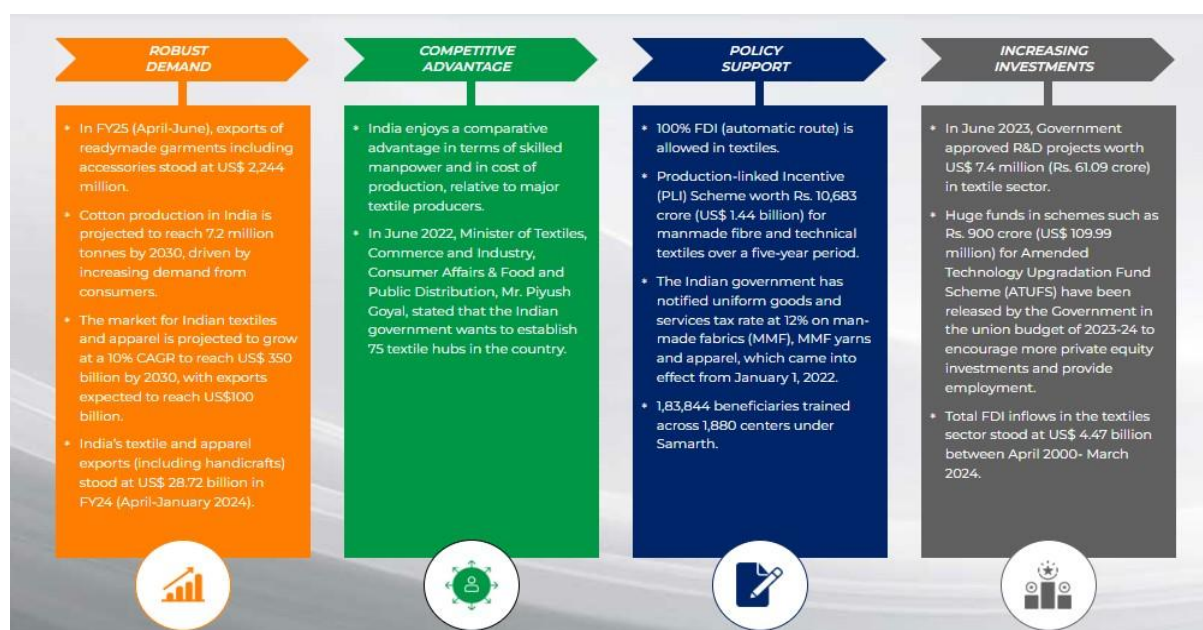 ROBUST
DEMAND
• In FY25 (April-June), exports of
readymade garments including
accessories stood at US$ 2,244
million.
• Cotton production in India is
projected to reach 7.2 million
tonnes by 2030, driven by
increasing demand from
consumers.
• The market for Indian textiles
and apparel is projected to grow
at a 10% CAGR to reach US$ 350
billion by 2030, with exports
expected to reach US$100
billion.
• India's textile and apparel
exports (including handicrafts)
stood at US$ 28.72 billion in
FY24 (April-January 2024).
COMPETITIVE
ADVANTAGE
• India enjoys a comparative
advantage in terms of skilled
manpower and in cost of
production, relative to major
textile producers.
• In June 2022, Minister of Textiles,
Commerce and Industry,
Consumer Affairs & Food and
Public Distribution, Mr. Piyush
Goyal, stated that the Indian
government wants to establish
75 textile hubs in the country.
POLICY
SUPPORT
• 100% FDI (automatic route) is
allowed in textiles.
• Production-linked Incentive
(PLI) Scheme worth Rs. 10,683
crore (US$ 1.44 billion) for
manmade fibre and technical
textiles over a five-year period.
• The Indian government has
notified uniform goods and
services tax rate at 12% on man-
made fabrics (MMF), MMF yarns
and apparel, which came into
effect from January 1, 2022.
• 1,83,844 beneficiaries trained
across 1,880 centers under
Samarth.
INCREASING
INVESTMENTS
• In June 2023, Government
approved R&D projects worth
US$ 7.4 million (Rs. 61.09 crore)
in textile sector.
• Huge funds in schemes such as
Rs. 900 crore (US$ 109.99
million) for Amended
Technology Upgradation Fund
Scheme (ATUFS) have been
released by the Government in
the union budget of 2023-24 to
encourage more private equity
investments and provide
employment.
• Total FDI inflows in the textiles
sector stood at US$ 4.47 billion
between April 2000- March
2024.